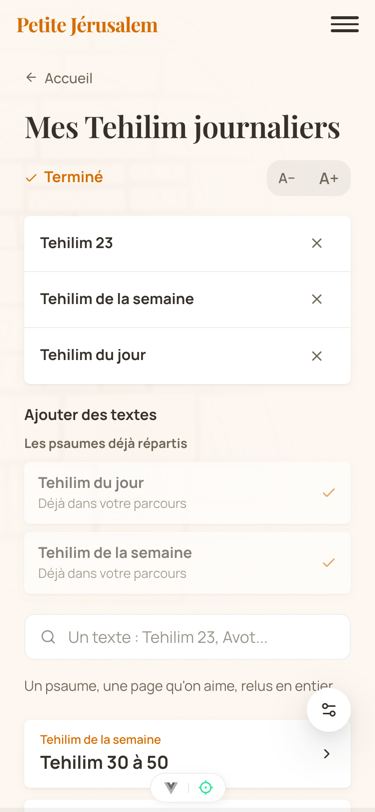 Petite Jérusalem
Accueil
Mes Tehilim journaliers
Terminé
A− A+
Tehilim 23
Tehilim de la semaine
Tehilim du jour
Ajouter des textes
Les psaumes déjà répartis
Tehilim du jour
Déjà dans votre parcours
Tehilim de la semaine
Déjà dans votre parcours
Un texte : Tehilim 23, Avot...
Un psaume, une page qu'on aime, relus en entier
Tehilim de la semaine
Tehilim 30 à 50